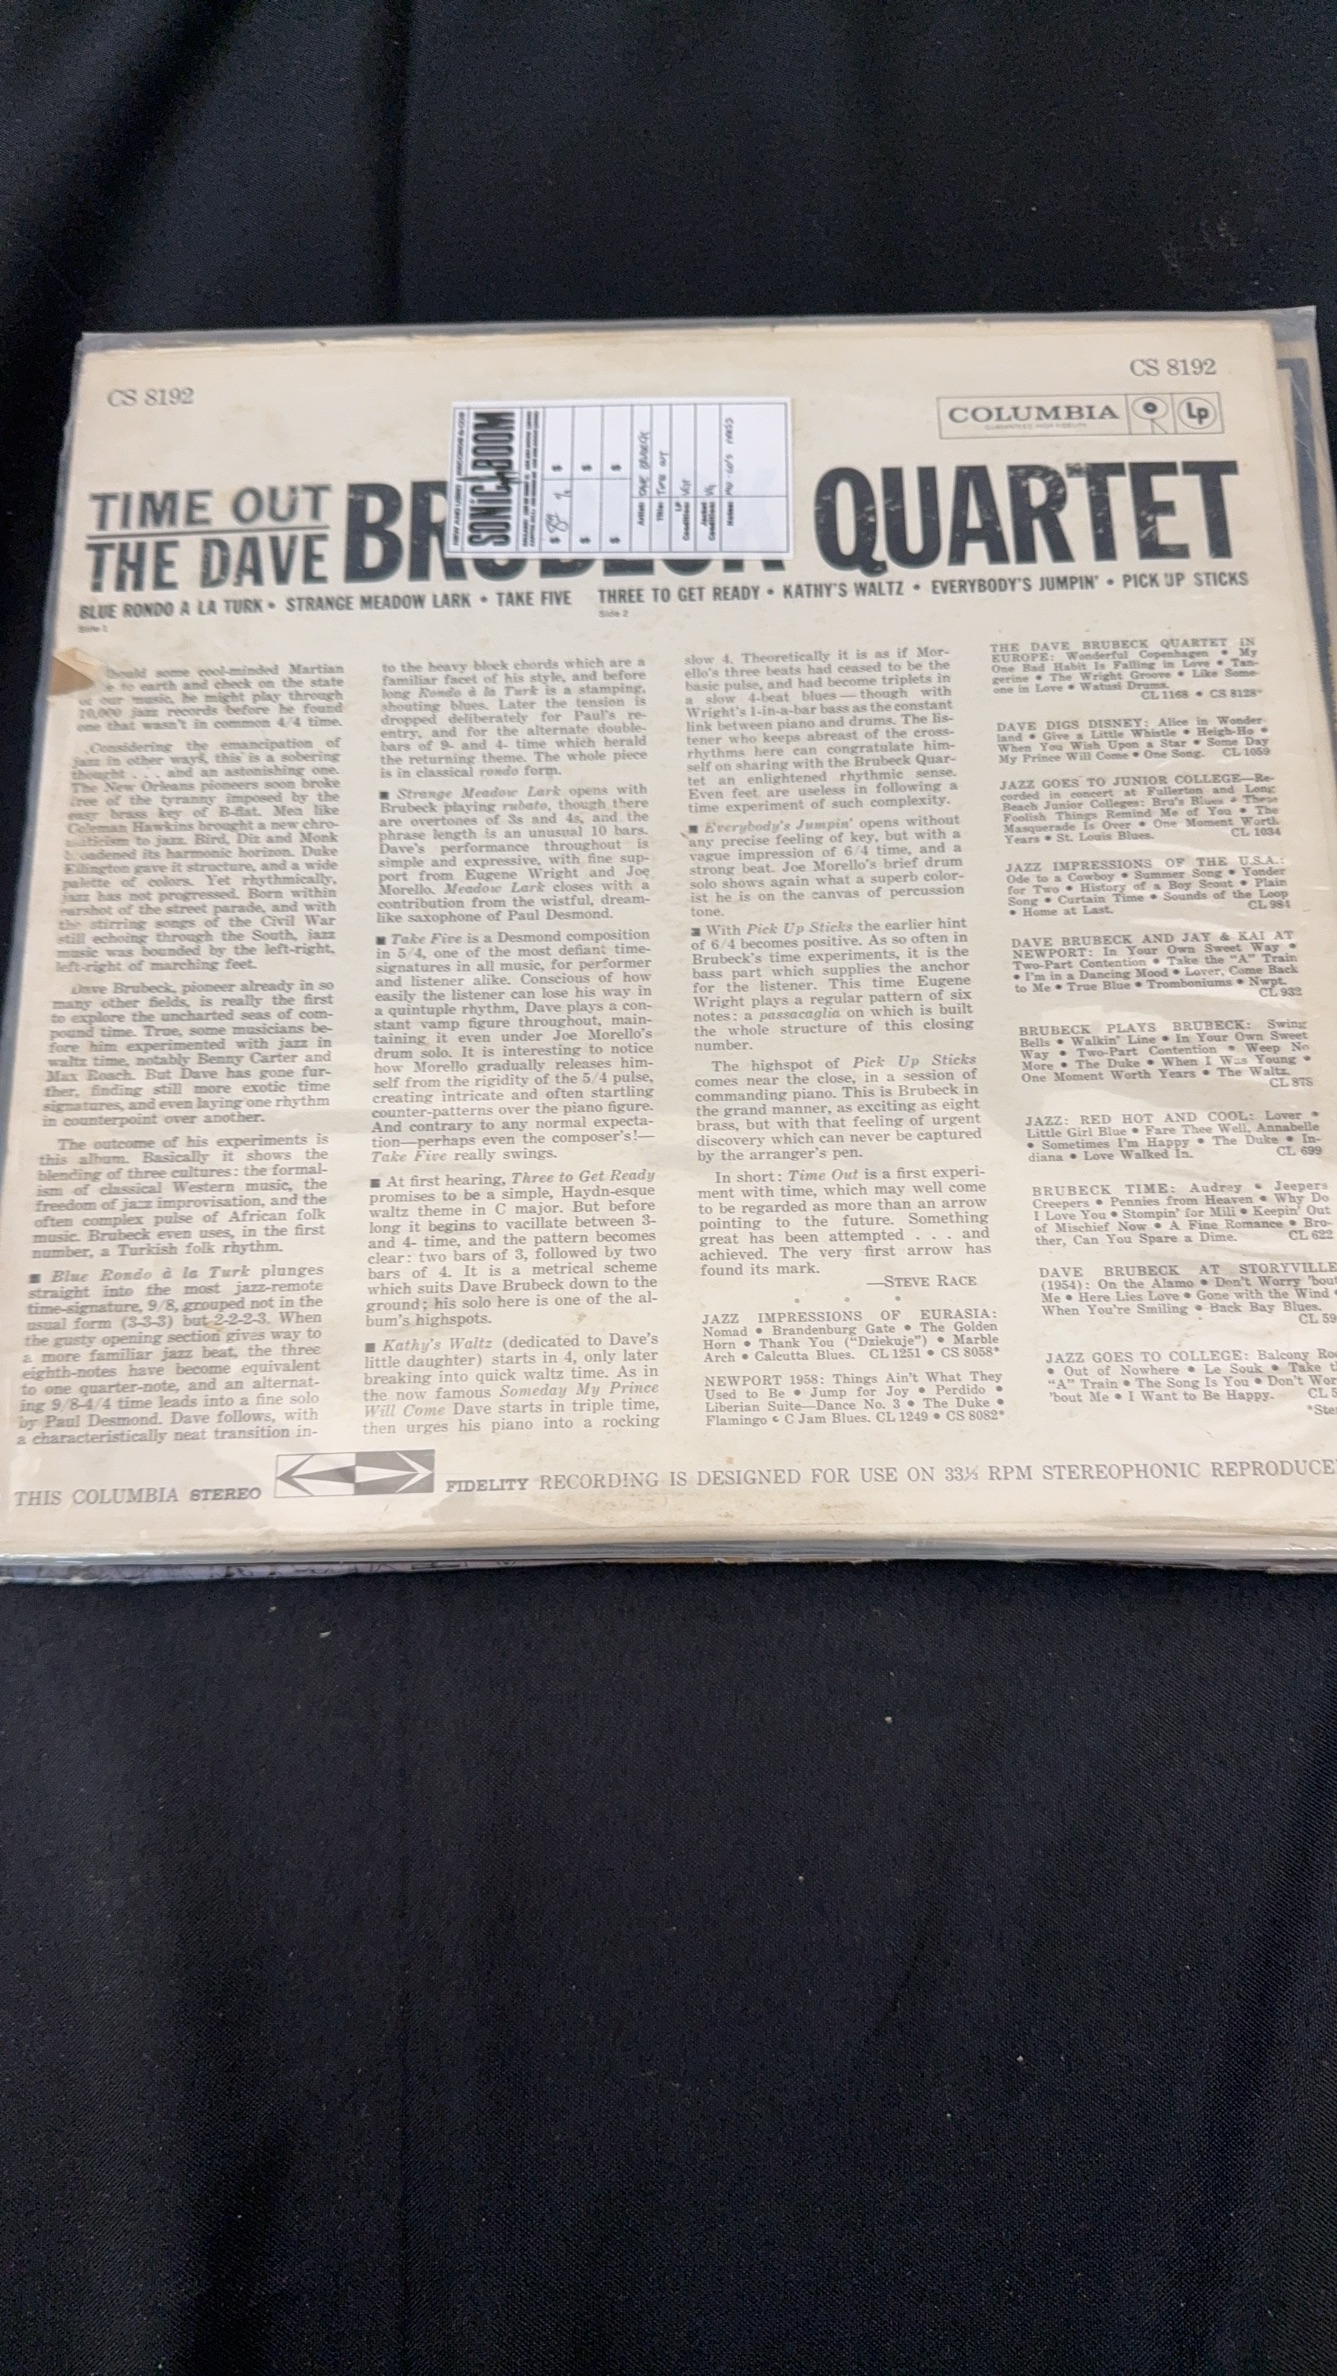 CS 8192
CS 8192
COLUMBIA
Lp
SONIC BOOM
Artist: DAVE BRUBECK
Title: TIME OUT
LP
Condition:
Jacket
Condition:
Notes:
TIME OUT
THE DAVE
QUARTET
BLUE RONDO A LA TURK • STRANGE MEADOW LARK • TAKE FIVE THREE TO GET READY • KATHY'S WALTZ • EVERYBODY'S JUMPIN' • PICK UP STICKS
Side 1
Side 2
some cool-minded Martian
to earth and check on the state
of our music, he might play through
10,000 jazz records before he found
one that wasn't in common 4/4 time.
Considering the emancipation of
jazz in other ways, this is a sobering
thought . . . and an astonishing one.
The New Orleans pioneers soon broke
free of the tyranny imposed by the
easy brass key of B-flat. Men like
Coleman Hawkins brought a new chro-
maticism to jazz. Bird, Diz and Monk
broadened its harmonic horizon. Duke
Ellington gave it structure, and a wide
palette of colors. Yet rhythmically,
jazz has not progressed. Born within
earshot of the street parade, and with
the stirring songs of the Civil War
still echoing through the South, jazz
music was bounded by the left-right,
left-right of marching feet.
Dave Brubeck, pioneer already in so
many other fields, is really the first
to explore the uncharted seas of com-
pound time. True, some musicians be-
fore him experimented with jazz in
waltz time, notably Benny Carter and
Max Roach. But Dave has gone fur-
ther, finding still more exotic time
signatures, and even laying one rhythm
in counterpoint over another.
The outcome of his experiments is
this album. Basically it shows the
blending of three cultures: the formal-
ism of classical Western music, the
freedom of jazz improvisation, and the
often complex pulse of African folk
music. Brubeck even uses, in the first
number, a Turkish folk rhythm.
■ Blue Rondo à la Turk plunges
straight into the most jazz-remote
time-signature, 9/8, grouped not in the
usual form (3-3-3) but 2-2-2-3. When
the gusty opening section gives way to
a more familiar jazz beat, the three
eighth-notes have become equivalent
to one quarter-note, and an alternat-
ing 9/8-4/4 time leads into a fine solo
by Paul Desmond. Dave follows, with
a characteristically neat transition in-
to the heavy block chords which are a
familiar facet of his style, and before
long Rondo à la Turk is a stamping,
shouting blues. Later the tension is
dropped deliberately for Paul's re-
entry, and for the alternate double-
bars of 9- and 4- time which herald
the returning theme. The whole piece
is in classical rondo form.
■ Strange Meadow Lark opens with
Brubeck playing rubato, though there
are overtones of 3s and 4s, and the
phrase length is an unusual 10 bars.
Dave's performance throughout is
simple and expressive, with fine sup-
port from Eugene Wright and Joe
Morello. Meadow Lark closes with a
contribution from the wistful, dream-
like saxophone of Paul Desmond.
■ Take Five is a Desmond composition
in 5/4, one of the most defiant time-
signatures in all music, for performer
and listener alike. Conscious of how
easily the listener can lose his way in
a quintuple rhythm, Dave plays a con-
stant vamp figure throughout, main-
taining it even under Joe Morello's
drum solo. It is interesting to notice
how Morello gradually releases him-
self from the rigidity of the 5/4 pulse,
creating intricate and often startling
counter-patterns over the piano figure.
And contrary to any normal expecta-
tion—perhaps even the composer's!—
Take Five really swings.
■ At first hearing, Three to Get Ready
promises to be a simple, Haydn-esque
waltz theme in C major. But before
long it begins to vacillate between 3-
and 4- time, and the pattern becomes
clear: two bars of 3, followed by two
bars of 4. It is a metrical scheme
which suits Dave Brubeck down to the
ground; his solo here is one of the al-
bum's highspots.
■ Kathy's Waltz (dedicated to Dave's
little daughter) starts in 4, only later
breaking into quick waltz time. As in
the now famous Someday My Prince
Will Come Dave starts in triple time,
then urges his piano into a rocking
slow 4. Theoretically it is as if Mor-
ello's three beats had ceased to be the
basic pulse, and had become triplets in
a slow 4-beat blues — though with
Wright's 1-in-a-bar bass as the constant
link between piano and drums. The lis-
tener who keeps abreast of the cross-
rhythms here can congratulate him-
self on sharing with the Brubeck Quar-
tet an enlightened rhythmic sense.
Even feet are useless in following a
time experiment of such complexity.
■ Everybody's Jumpin' opens without
any precise feeling of key, but with a
vague impression of 6/4 time, and a
strong beat. Joe Morello's brief drum
solo shows again what a superb color-
ist he is on the canvas of percussion
tone.
■ With Pick Up Sticks the earlier hint
of 6/4 becomes positive. As so often in
Brubeck's time experiments, it is the
bass part which supplies the anchor
for the listener. This time Eugene
Wright plays a regular pattern of six
notes: a passacaglia on which is built
the whole structure of this closing
number.
The highspot of Pick Up Sticks
comes near the close, in a session of
commanding piano. This is Brubeck in
the grand manner, as exciting as eight
brass, but with that feeling of urgent
discovery which can never be captured
by the arranger's pen.
In short: Time Out is a first experi-
ment with time, which may well come
to be regarded as more than an arrow
pointing to the future. Something
great has been attempted . . . and
achieved. The very first arrow has
found its mark.
—STEVE RACE
JAZZ IMPRESSIONS OF EURASIA:
Nomad • Brandenburg Gate • The Golden
Horn • Thank You ("Dziekuje") • Marble
Arch • Calcutta Blues. CL 1251 • CS 8058*
NEWPORT 1958: Things Ain't What They
Used to Be • Jump for Joy • Perdido •
Liberian Suite—Dance No. 3 • The Duke •
Flamingo • C Jam Blues. CL 1249 • CS 8082*
THE DAVE BRUBECK QUARTET IN
EUROPE: Wonderful Copenhagen • My
One Bad Habit Is Falling in Love • Tan-
gerine • The Wright Groove • Like Some-
one in Love • Watusi Drums.
CL 1168 • CS 8128*
DAVE DIGS DISNEY: Alice in Wonder-
land • Give a Little Whistle • Heigh-Ho •
When You Wish Upon a Star • Some Day
My Prince Will Come • One Song. CL 1059
JAZZ GOES TO JUNIOR COLLEGE—Re-
corded in concert at Fullerton and Long
Beach Junior Colleges: Bru's Blues • These
Foolish Things Remind Me of You • The
Masquerade Is Over • One Moment Worth
Years • St. Louis Blues. CL 1034
JAZZ IMPRESSIONS OF THE U.S.A.:
Ode to a Cowboy • Summer Song • Yonder
for Two • History of a Boy Scout • Plain
Song • Curtain Time • Sounds of the Loop
• Home at Last. CL 984
DAVE BRUBECK AND JAY & KAI AT
NEWPORT: In Your Own Sweet Way •
Two-Part Contention • Take the "A" Train
• I'm in a Dancing Mood • Lover, Come Back
to Me • True Blue • Tromboniums • Nwpt.
CL 932
BRUBECK PLAYS BRUBECK: Swing
Bells • Walkin' Line • In Your Own Sweet
Way • Two-Part Contention • Weep No
More • The Duke • When I Was Young •
One Moment Worth Years • The Waltz.
CL 878
JAZZ: RED HOT AND COOL: Lover •
Little Girl Blue • Fare Thee Well, Annabelle
• Sometimes I'm Happy • The Duke • In-
diana • Love Walked In. CL 699
BRUBECK TIME: Audrey • Jeepers
Creepers • Pennies from Heaven • Why Do
I Love You • Stompin' for Mili • Keepin' Out
of Mischief Now • A Fine Romance • Bro-
ther, Can You Spare a Dime. CL 622
DAVE BRUBECK AT STORYVILLE
(1954): On the Alamo • Don't Worry 'bout
Me • Here Lies Love • Gone with the Wind •
When You're Smiling • Back Bay Blues.
CL 59
JAZZ GOES TO COLLEGE: Balcony Ro
• Out of Nowhere • Le Souk • Take t
"A" Train • The Song Is You • Don't Wor
'bout Me • I Want to Be Happy. CL 5
*Ste
THIS COLUMBIA STEREO FIDELITY RECORDING IS DESIGNED FOR USE ON 33⅓ RPM STEREOPHONIC REPRODUCE